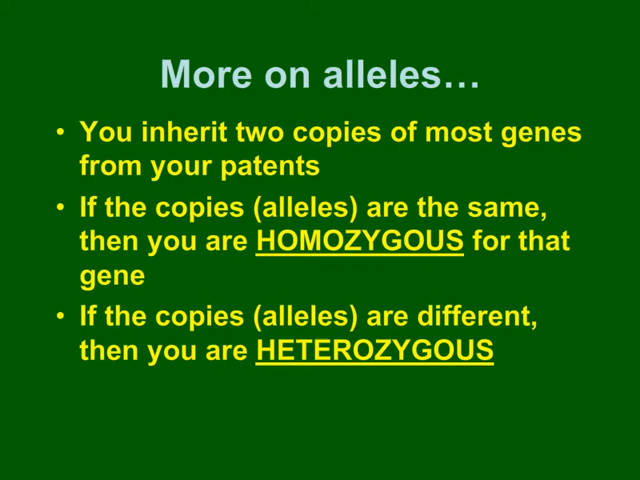 More on alleles…
• You inherit two copies of most genes
from your patents
• If the copies (alleles) are the same,
then you are HOMOZYGOUS for that
gene
• If the copies (alleles) are different,
then you are HETEROZYGOUS